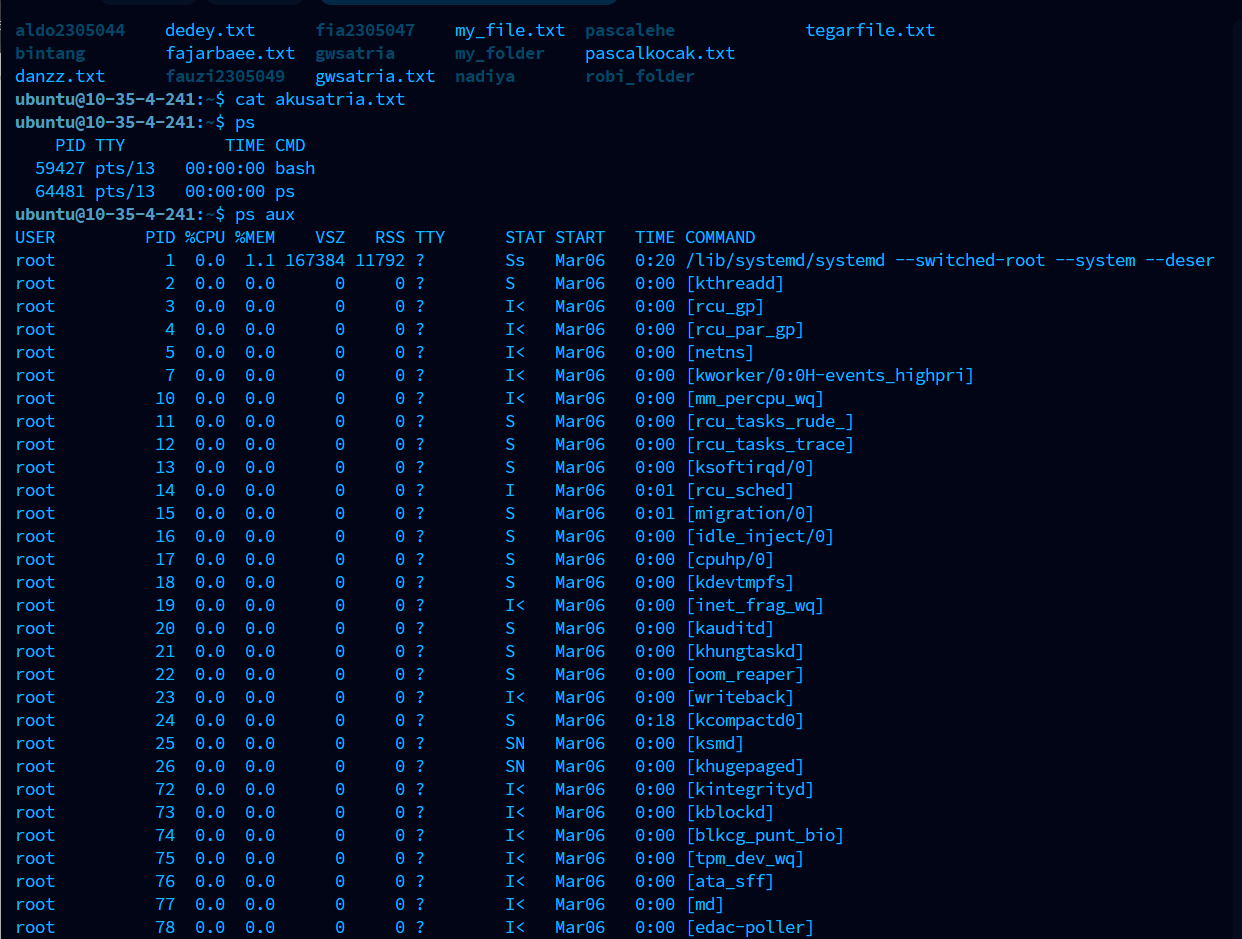 aldo2305044    dedey.txt      fia2305047    my_file.txt  pascalehe             tegarfile.txt
bintang        fajarbaee.txt  gwsatria      my_folder    pascalkocak.txt
danzz.txt      fauzi2305049   gwsatria.txt  nadiya       robi_folder
ubuntu@10-35-4-241:~$ cat akusatria.txt
ubuntu@10-35-4-241:~$ ps
    PID TTY          TIME CMD
  59427 pts/13   00:00:00 bash
  64481 pts/13   00:00:00 ps
ubuntu@10-35-4-241:~$ ps aux
USER         PID %CPU %MEM    VSZ   RSS TTY      STAT START   TIME COMMAND
root           1  0.0  1.1 167384 11792 ?        Ss   Mar06   0:20 /lib/systemd/systemd --switched-root --system --deser
root           2  0.0  0.0      0     0 ?        S    Mar06   0:00 [kthreadd]
root           3  0.0  0.0      0     0 ?        I<   Mar06   0:00 [rcu_gp]
root           4  0.0  0.0      0     0 ?        I<   Mar06   0:00 [rcu_par_gp]
root           5  0.0  0.0      0     0 ?        I<   Mar06   0:00 [netns]
root           7  0.0  0.0      0     0 ?        I<   Mar06   0:00 [kworker/0:0H-events_highpri]
root          10  0.0  0.0      0     0 ?        I<   Mar06   0:00 [mm_percpu_wq]
root          11  0.0  0.0      0     0 ?        S    Mar06   0:00 [rcu_tasks_rude_]
root          12  0.0  0.0      0     0 ?        S    Mar06   0:00 [rcu_tasks_trace]
root          13  0.0  0.0      0     0 ?        S    Mar06   0:00 [ksoftirqd/0]
root          14  0.0  0.0      0     0 ?        I    Mar06   0:01 [rcu_sched]
root          15  0.0  0.0      0     0 ?        S    Mar06   0:01 [migration/0]
root          16  0.0  0.0      0     0 ?        S    Mar06   0:00 [idle_inject/0]
root          17  0.0  0.0      0     0 ?        S    Mar06   0:00 [cpuhp/0]
root          18  0.0  0.0      0     0 ?        S    Mar06   0:00 [kdevtmpfs]
root          19  0.0  0.0      0     0 ?        I<   Mar06   0:00 [inet_frag_wq]
root          20  0.0  0.0      0     0 ?        S    Mar06   0:00 [kauditd]
root          21  0.0  0.0      0     0 ?        S    Mar06   0:00 [khungtaskd]
root          22  0.0  0.0      0     0 ?        S    Mar06   0:00 [oom_reaper]
root          23  0.0  0.0      0     0 ?        I<   Mar06   0:00 [writeback]
root          24  0.0  0.0      0     0 ?        S    Mar06   0:18 [kcompactd0]
root          25  0.0  0.0      0     0 ?        SN   Mar06   0:00 [ksmd]
root          26  0.0  0.0      0     0 ?        SN   Mar06   0:00 [khugepaged]
root          72  0.0  0.0      0     0 ?        I<   Mar06   0:00 [kintegrityd]
root          73  0.0  0.0      0     0 ?        I<   Mar06   0:00 [kblockd]
root          74  0.0  0.0      0     0 ?        I<   Mar06   0:00 [blkcg_punt_bio]
root          75  0.0  0.0      0     0 ?        I<   Mar06   0:00 [tpm_dev_wq]
root          76  0.0  0.0      0     0 ?        I<   Mar06   0:00 [ata_sff]
root          77  0.0  0.0      0     0 ?        I<   Mar06   0:00 [md]
root          78  0.0  0.0      0     0 ?        I<   Mar06   0:00 [edac-poller]